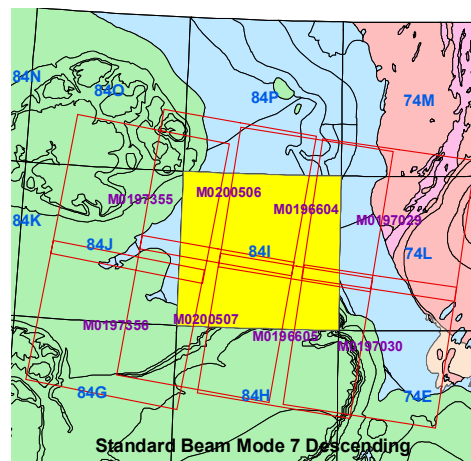 84N
84O
84P
74M
M0197355
M0200506
M0196604
M0197029
84K
84J
84I
74L
M0197356
M0200507
M0196605
M0197030
84G
84H
74E
Standard Beam Mode 7 Descending